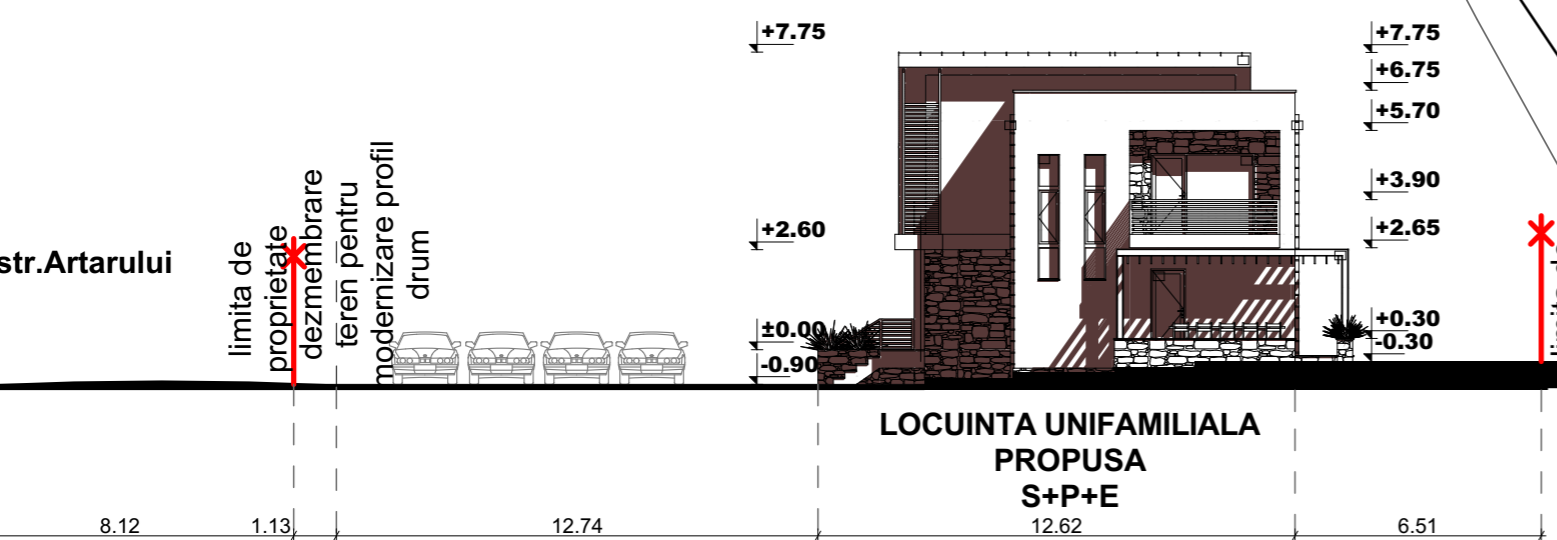 +7.75
+7.75
+6.75
+5.70
+3.90
+2.60
+2.65
str.Artarului
limita de
proprietate
dezmembrare
teren pentru
modernizare profil
drum
±0.00
+0.30
-0.30
-0.90
LOCUINTA UNIFAMILIALA
PROPUSA
S+P+E
8.12
1.13
12.74
12.62
6.51